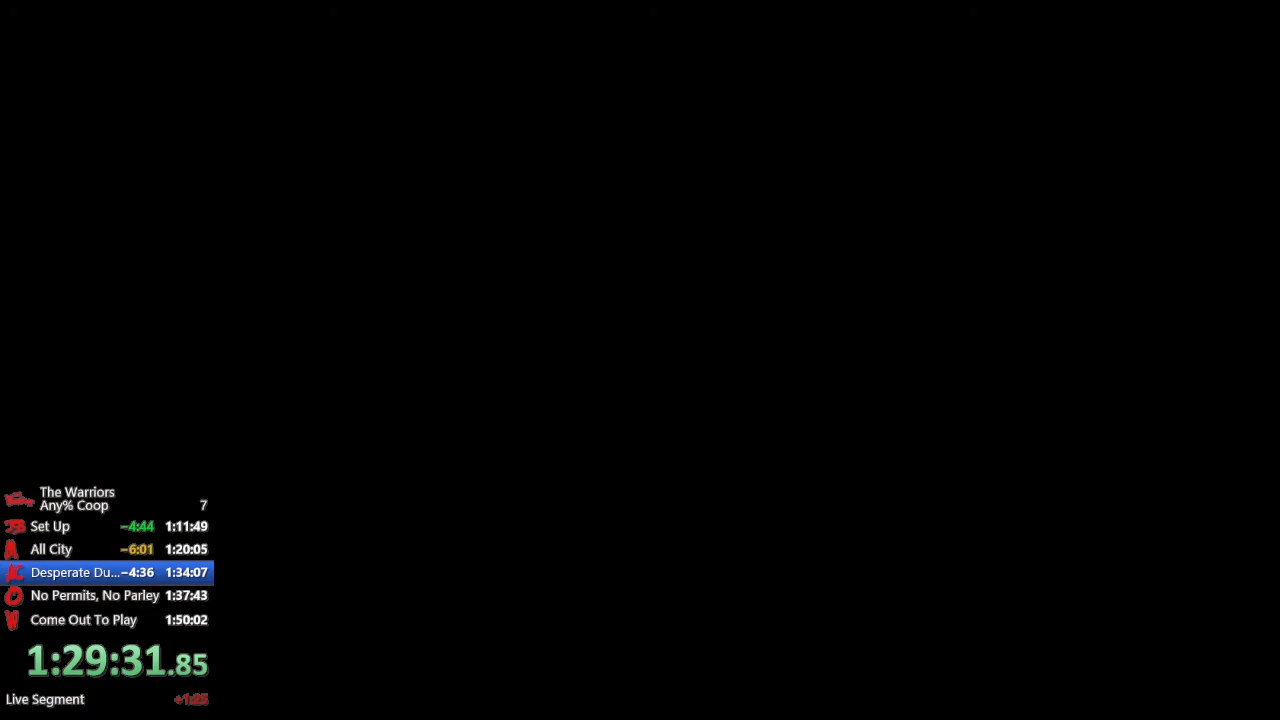 The Warriors
Any% Coop 7
Set Up −4:44 1:11:49
All City −6:01 1:20:05
Desperate Du... −4:36 1:34:07
No Permits, No Parley 1:37:43
Come Out To Play 1:50:02
1:29:31.85
Live Segment +1:25